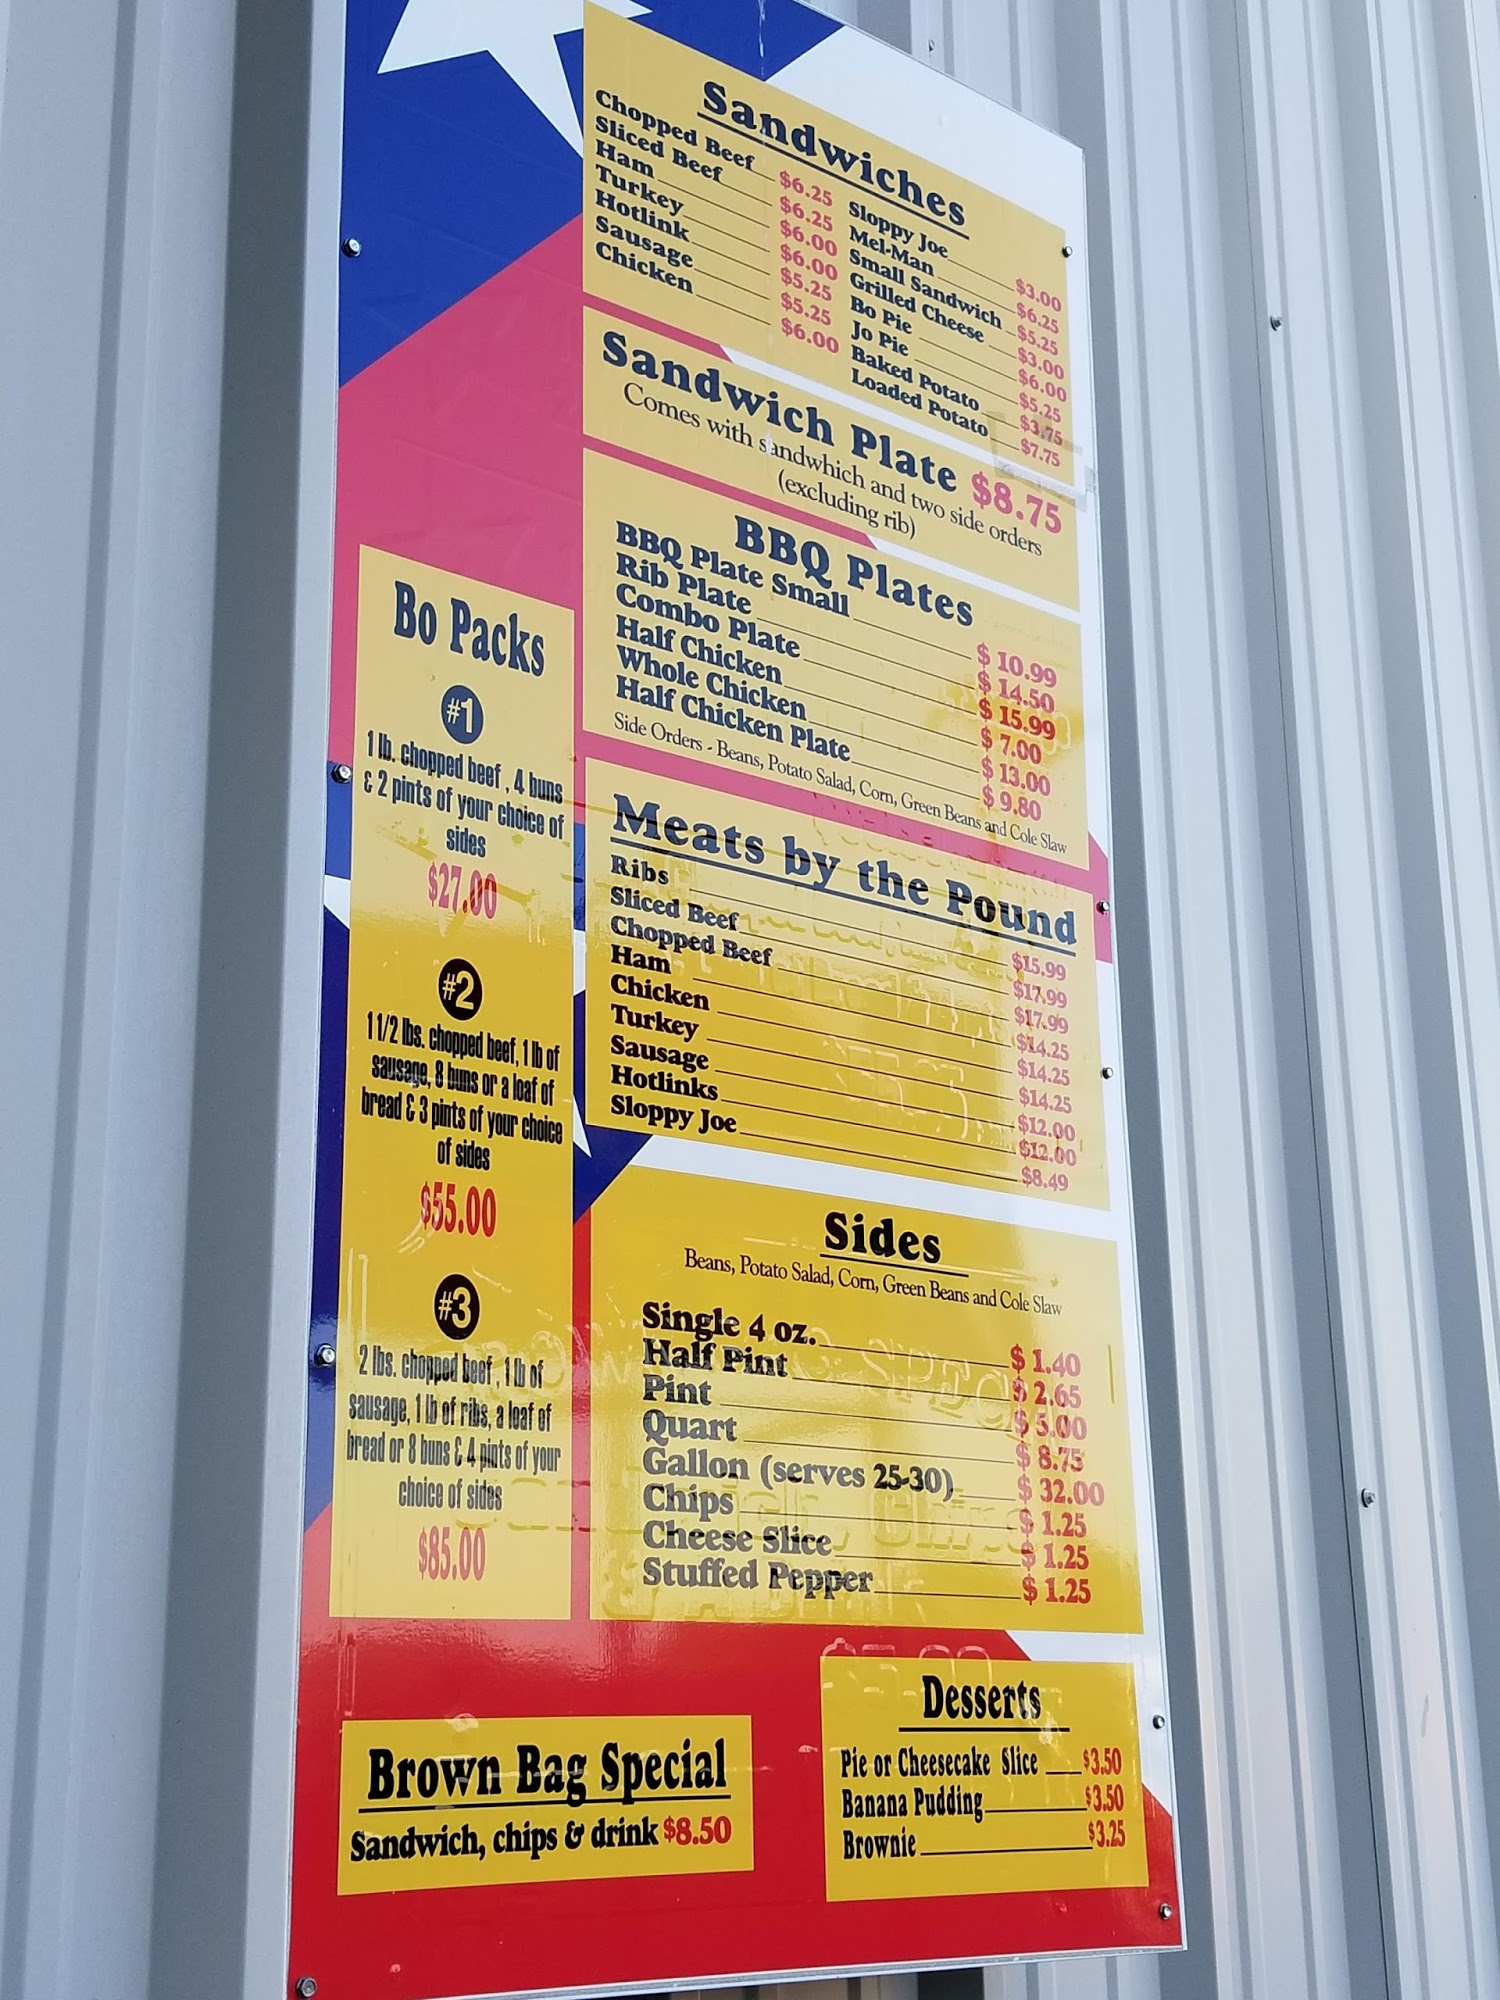 Sandwiches
Chopped Beef $6.25
Sliced Beef $6.25
Ham $6.00
Turkey $6.00
Hotlink $5.25
Sausage $5.25
Chicken $6.00
Sloppy Joe $3.00
Mel-Man $6.25
Small Sandwich $5.25
Grilled Cheese $3.00
Bo Pie $6.00
Jo Pie $5.25
Baked Potato $3.75
Loaded Potato $7.75
Sandwich Plate $8.75
Comes with sandwhich and two side orders
(excluding rib)
BBQ Plates
BBQ Plate Small $10.99
Rib Plate $14.50
Combo Plate $15.99
Half Chicken $7.00
Whole Chicken $13.00
Half Chicken Plate $9.80
Side Orders - Beans, Potato Salad, Corn, Green Beans and Cole Slaw
Bo Packs
#1
1 lb. chopped beef , 4 buns
& 2 pints of your choice of
sides
$27.00
#2
1 1/2 lbs. chopped beef, 1 lb of
sausage, 8 buns or a loaf of
bread & 3 pints of your choice
of sides
$55.00
#3
2 lbs. chopped beef , 1 lb of
sausage, 1 lb of ribs, a loaf of
bread or 8 buns & 4 pints of your
choice of sides
$85.00
Meats by the Pound
Ribs $15.99
Sliced Beef $17.99
Chopped Beef $17.99
Ham $14.25
Chicken $14.25
Turkey $14.25
Sausage $12.00
Hotlinks $12.00
Sloppy Joe $8.49
Sides
Beans, Potato Salad, Corn, Green Beans and Cole Slaw
Single 4 oz. $1.40
Half Pint $2.65
Pint $5.00
Quart $8.75
Gallon (serves 25-30) $32.00
Chips $1.25
Cheese Slice $1.25
Stuffed Pepper $1.25
Brown Bag Special
Sandwich, chips & drink $8.50
Desserts
Pie or Cheesecake Slice $3.50
Banana Pudding $3.50
Brownie $3.25